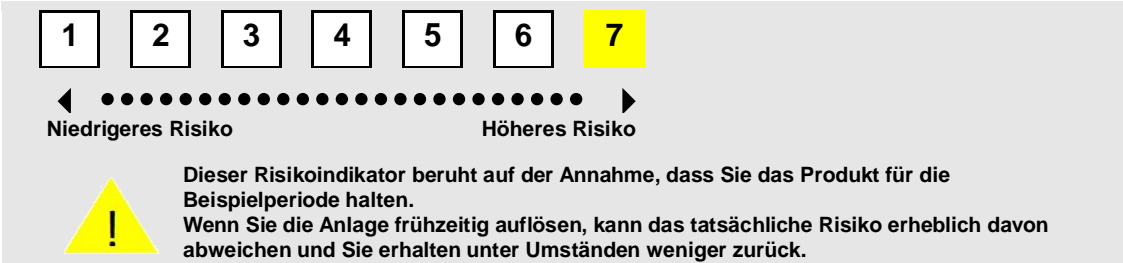 1 2 3 4 5 6 7
Niedrigeres Risiko Höheres Risiko
Dieser Risikoindikator beruht auf der Annahme, dass Sie das Produkt für die
Beispielperiode halten.
Wenn Sie die Anlage frühzeitig auflösen, kann das tatsächliche Risiko erheblich davon
abweichen und Sie erhalten unter Umständen weniger zurück.
!